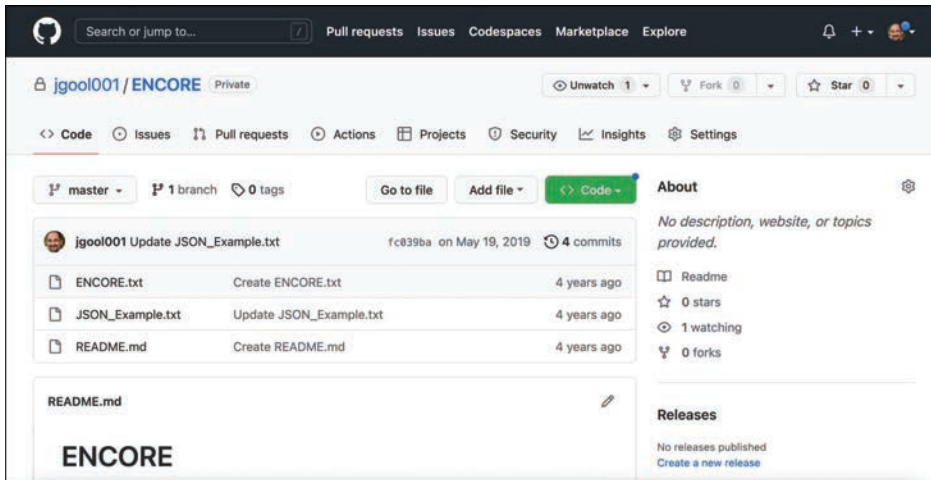 Search or jump to... / Pull requests Issues Codespaces Marketplace Explore
jgool001 / ENCORE Private Unwatch 1 Fork 0 Star 0
<> Code Issues Pull requests Actions Projects Security Insights Settings
master 1 branch 0 tags Go to file Add file <> Code
jgool001 Update JSON_Example.txt fc039ba on May 19, 2019 4 commits
ENCORE.txt Create ENCORE.txt 4 years ago
JSON_Example.txt Update JSON_Example.txt 4 years ago
README.md Create README.md 4 years ago
README.md
ENCORE
About
No description, website, or topics
provided.
Readme
0 stars
1 watching
0 forks
Releases
No releases published
Create a new release